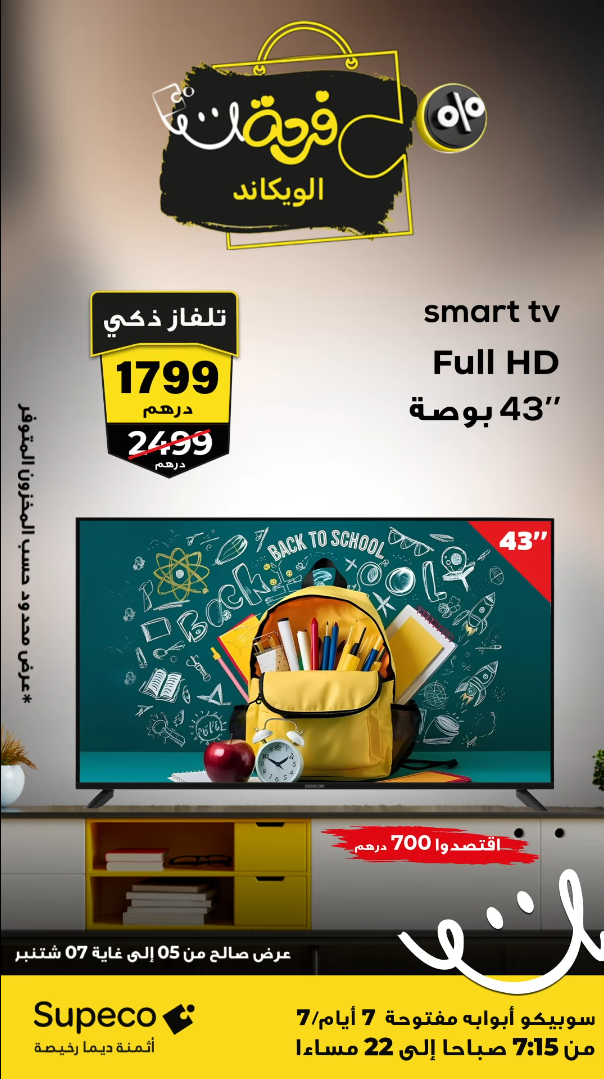 فرحة
الويكاند
%
تلفاز ذكي
1799
درهم
2499
درهم
smart tv
Full HD
43’’ بوصة
*عرض محدود حسب المخزون المتوفر
43’’
BACK TO SCHOOL
Back
SENCOR
اقتصدوا 700 درهم
عرض صالح من 05 إلى غاية 07 شتنبر
Supeco
أثمنة ديما رخيصة
سوبيكو أبوابه مفتوحة 7 أيام/7
من 7:15 صباحا إلى 22 مساءا